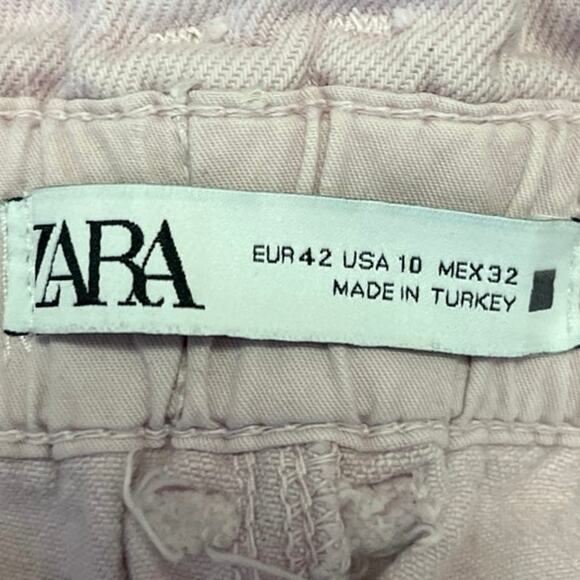 ZARA
EUR 42 USA 10 MEX 32
MADE IN TURKEY